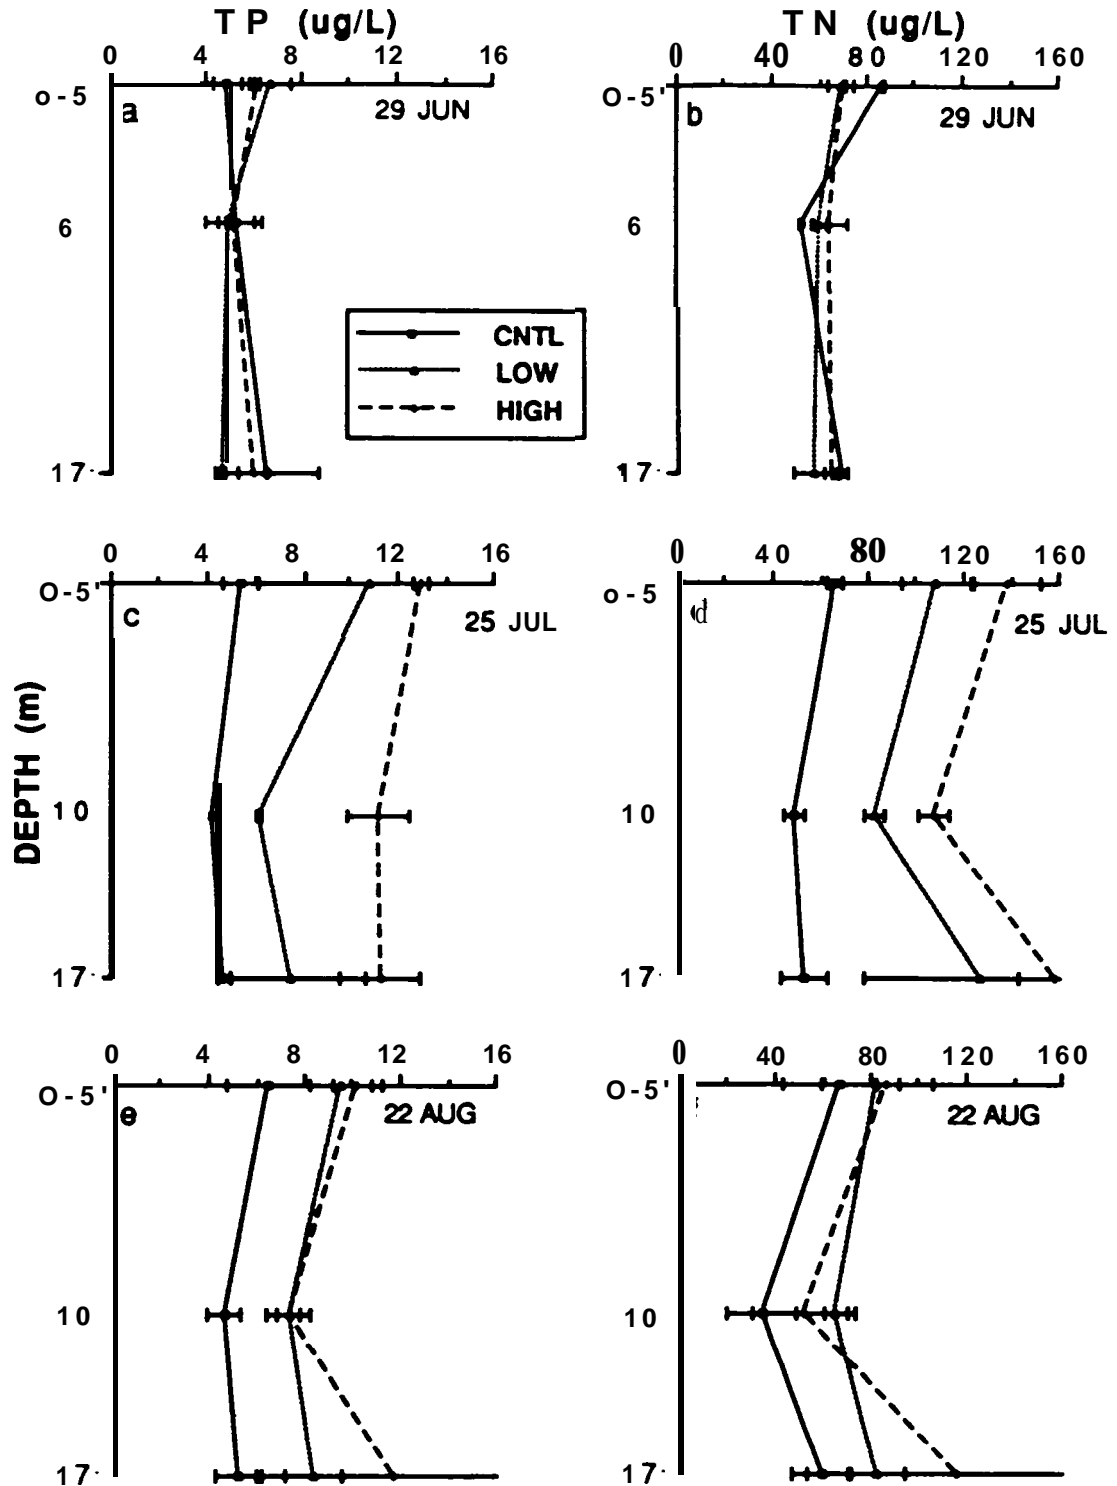 TP (ug/L) TN (ug/L)
0 4 8 12 16 0 40 80 120 160
o-5 a 29 JUN O-5' b 29 JUN
6 6
CNTL
LOW
HIGH
17 17
0 4 8 12 16 0 40 80 120 160
O-5' c 25 JUL o-5 d 25 JUL
DEPTH (m)
10 10
17 17
0 4 8 12 16 0 40 80 120 160
O-5' e 22 AUG O-5' 22 AUG
10 10
17 17